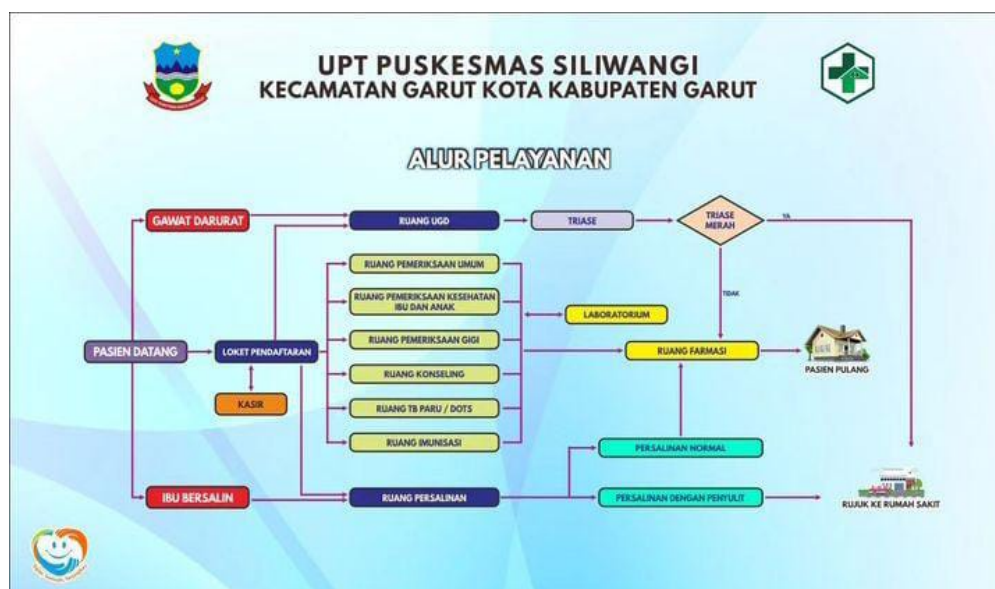 UPT PUSKESMAS SILIWANGI
KECAMATAN GARUT KOTA KABUPATEN GARUT
ALUR PELAYANAN
GAWAT DARURAT
RUANG UGD
TRIASE
TRIASE
MERAH
YA
TIDAK
RUANG PEMERIKSAAN UMUM
RUANG PEMERIKSAAN KESEHATAN
IBU DAN ANAK
LABORATORIUM
RUANG PEMERIKSAAN GIGI
PASIEN DATANG
LOKET PENDAFTARAN
RUANG FARMASI
PASIEN PULANG
RUANG KONSELING
KASIR
RUANG TB PARU / DOTS
RUANG IMUNISASI
PERSALINAN NORMAL
IBU BERSALIN
RUANG PERSALINAN
PERSALINAN DENGAN PENYULIT
RUJUK KE RUMAH SAKIT